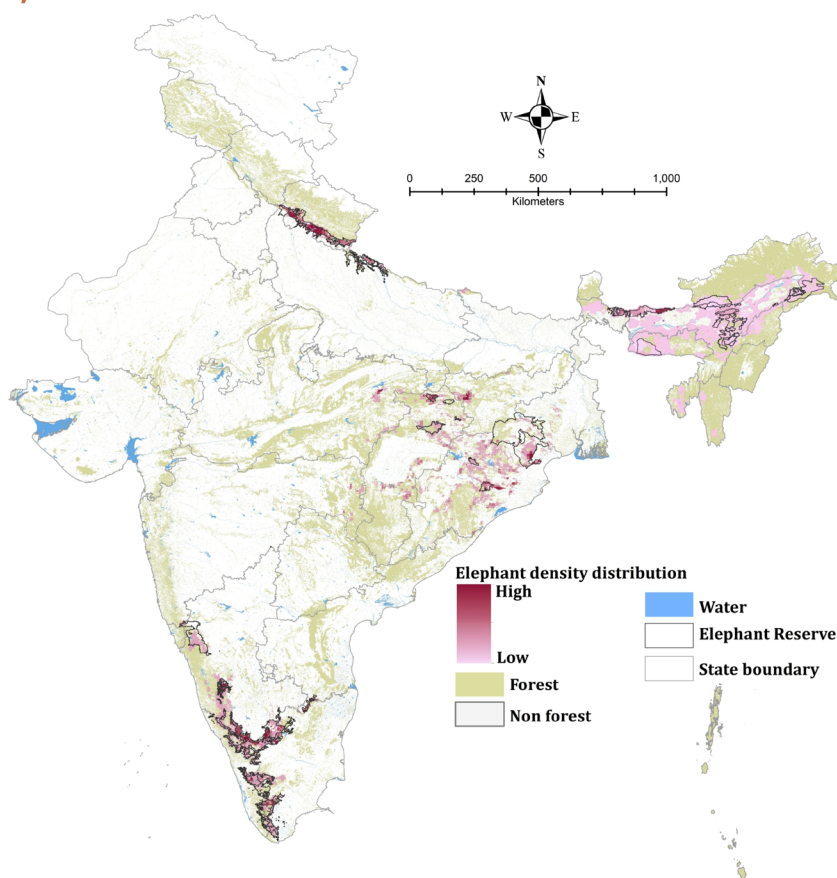 N
W E
S
0 250 500 1,000
Kilometers
Elephant density distribution
High
Low
Forest
Non forest
Water
Elephant Reserve
State boundary